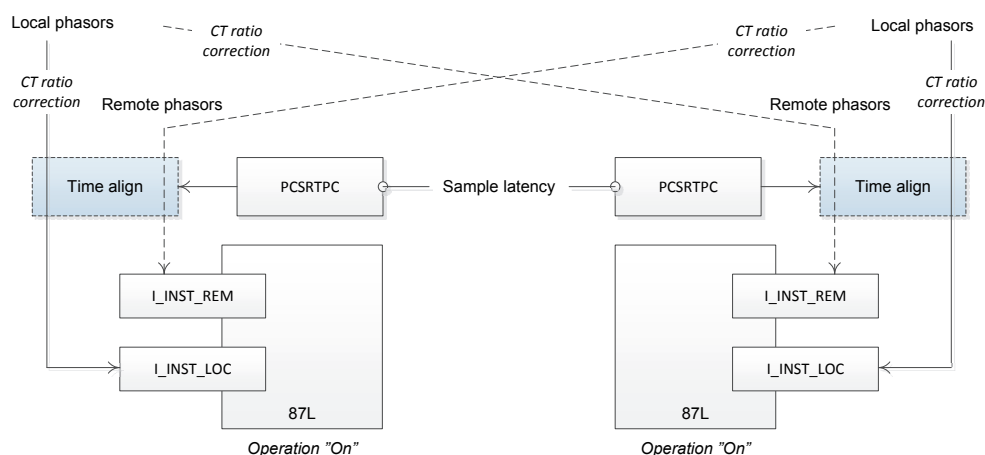 Local phasors
CT ratio
correction
CT ratio
correction
Local phasors
CT ratio
correction
CT ratio
correction
Remote phasors
Remote phasors
Time align
PCSRTPC
Sample latency
PCSRTPC
Time align
I_INST_REM
I_INST_REM
I_INST_LOC
I_INST_LOC
87L
87L
Operation ”On”
Operation ”On”